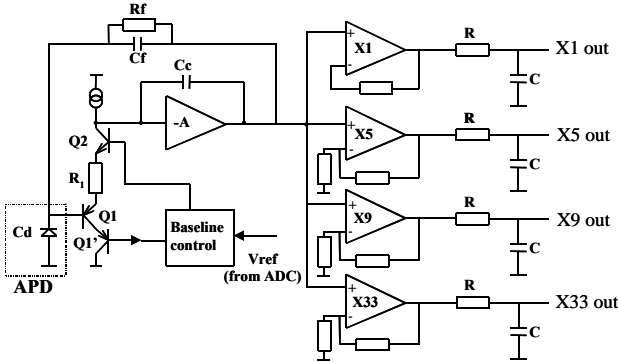 Rf
Cf
Cc
-A
Q2
R1
Q1
Q1’
Cd
APD
Baseline
control
Vref
(from ADC)
X1
+
-
R
C
X1 out
X5
+
-
R
C
X5 out
X9
+
-
R
C
X9 out
X33
+
-
R
C
X33 out